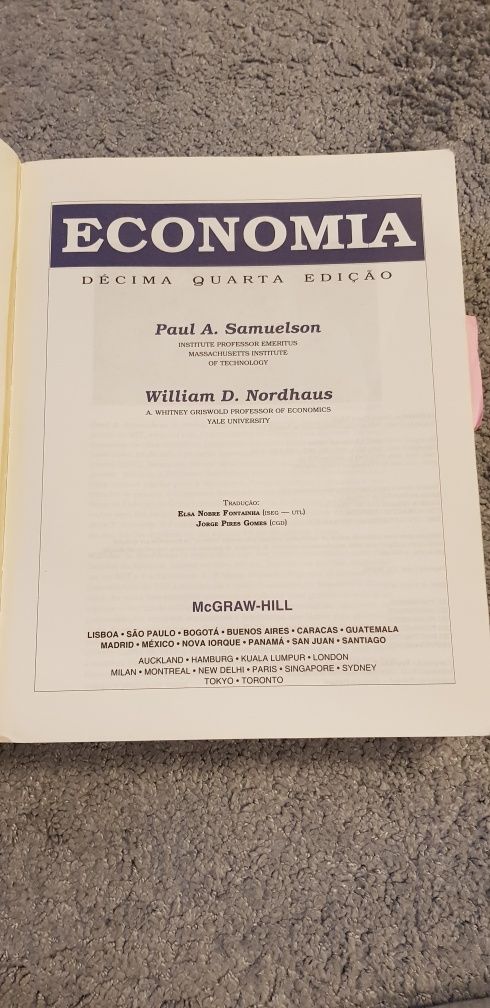 ECONOMIA
DÉCIMA QUARTA EDIÇÃO
Paul A. Samuelson
INSTITUTE PROFESSOR EMERITUS
MASSACHUSETTS INSTITUTE
OF TECHNOLOGY
William D. Nordhaus
A. WHITNEY GRISWOLD PROFESSOR OF ECONOMICS
YALE UNIVERSITY
TRADUÇÃO:
ELSA NOBRE FONTAINHA (ISEG — UTL)
JORGE PIRES GOMES (CGD)
McGRAW-HILL
LISBOA • SÃO PAULO • BOGOTÁ • BUENOS AIRES • CARACAS • GUATEMALA
MADRID • MÉXICO • NOVA IORQUE • PANAMÁ • SAN JUAN • SANTIAGO
AUCKLAND • HAMBURG • KUALA LUMPUR • LONDON
MILAN • MONTREAL • NEW DELHI • PARIS • SINGAPORE • SYDNEY
TOKYO • TORONTO